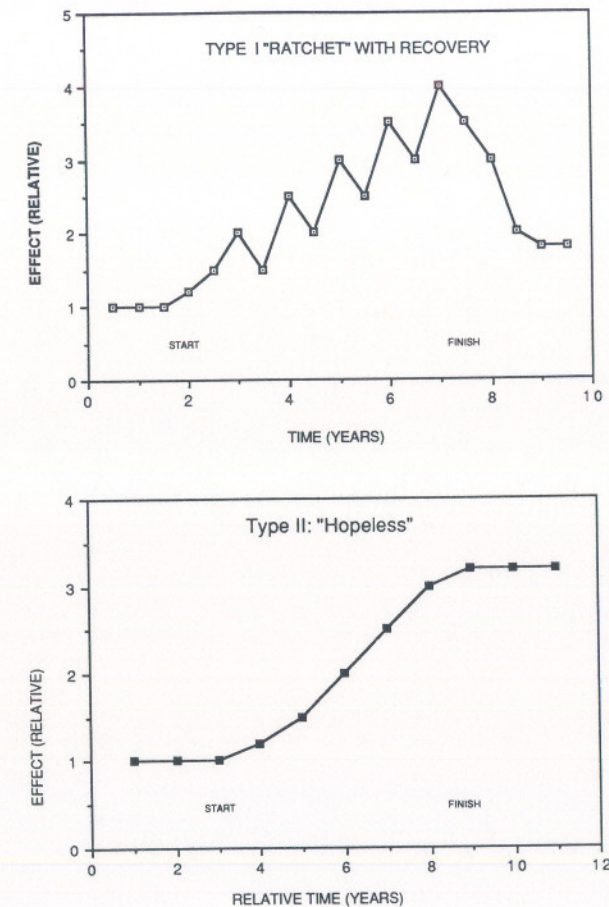 TYPE I "RATCHET" WITH RECOVERY
EFFECT (RELATIVE)
5
4
3
2
1
0
START
FINISH
0
2
4
6
8
10
TIME (YEARS)
Type II: "Hopeless"
EFFECT (RELATIVE)
4
3
2
1
0
START
FINISH
0
2
4
6
8
10
12
RELATIVE TIME (YEARS)